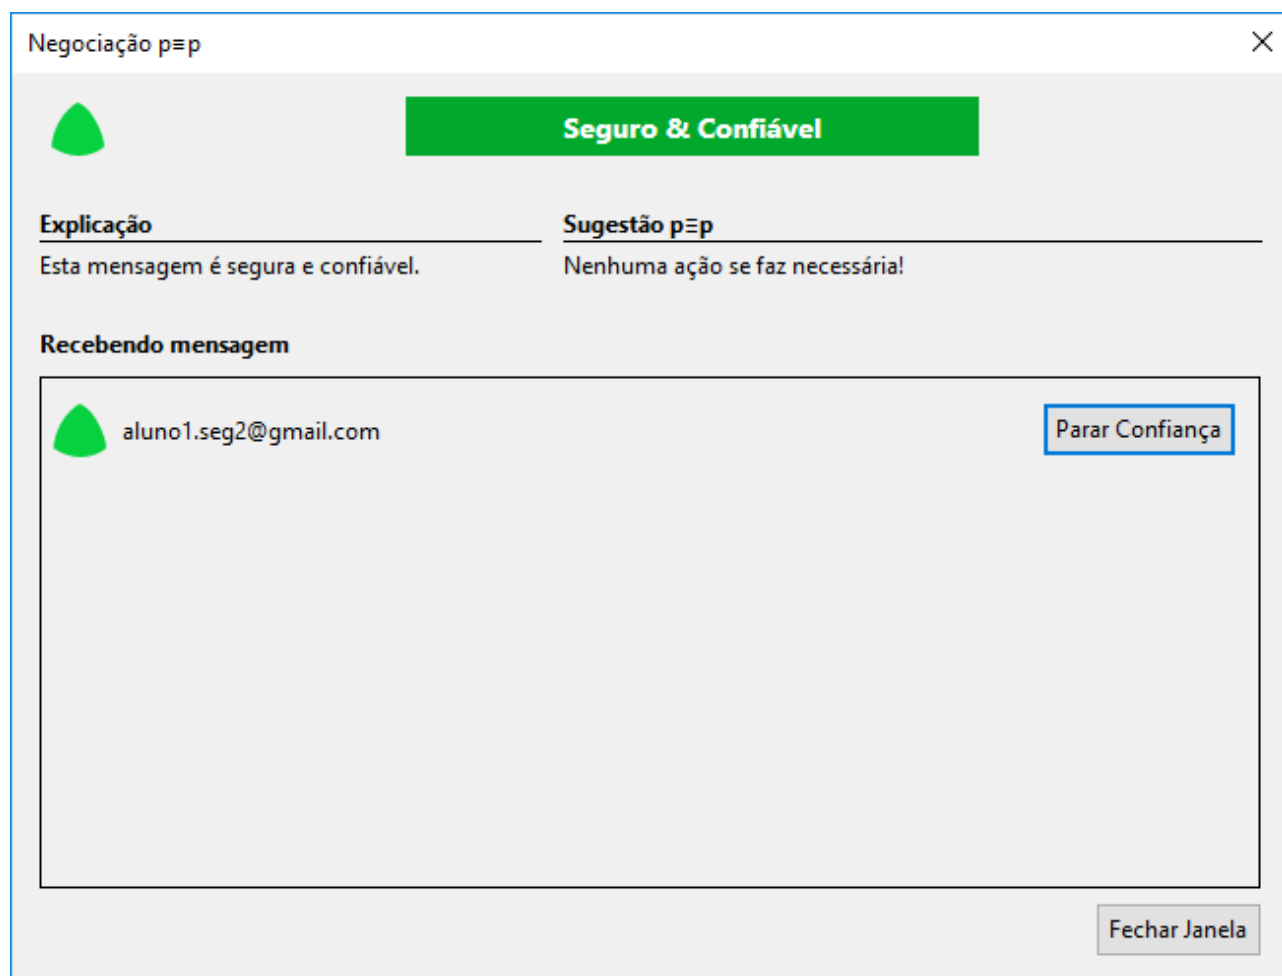 Negociação p≡p
Seguro & Confiável
Explicação
Sugestão p≡p
Esta mensagem é segura e confiável.
Nenhuma ação se faz necessária!
Recebendo mensagem
aluno1.seg2@gmail.com
Parar Confiança
Fechar Janela